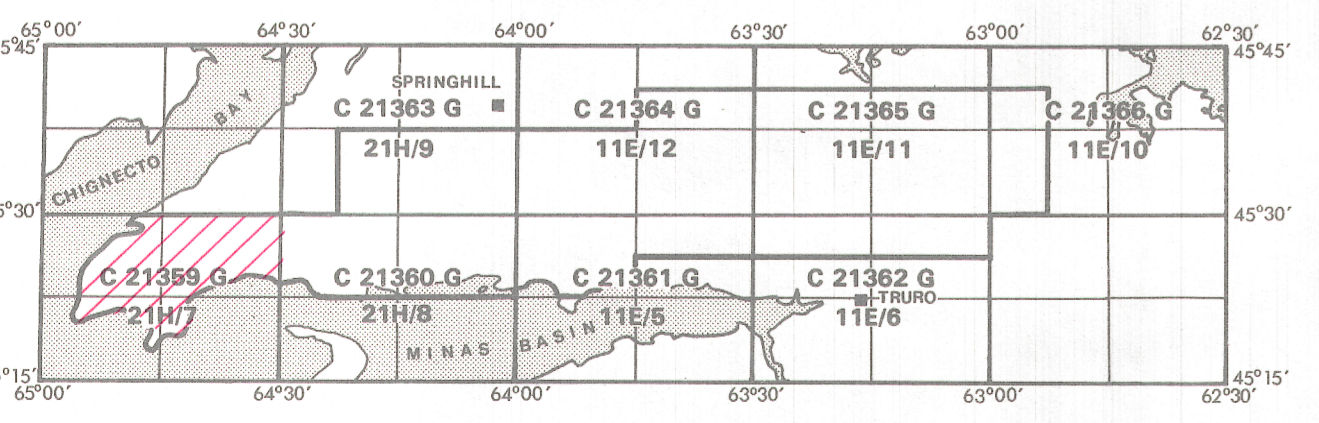 65°00′ 64°30′ 64°00′ 63°30′ 63°00′ 62°30′
5°45′ 45°45′
SPRINGHILL
C 21363 G C 21364 G C 21365 G C 21366 G
BAY
21H/9 11E/12 11E/11 11E/10
CHIGNECTO
5°30′ 45°30′
C 21359 G C 21360 G C 21361 G C 21362 G
TRURO
21H/7 21H/8 11E/5 11E/6
MINAS BASIN
5°15′ 45°15′
65°00′ 64°30′ 64°00′ 63°30′ 63°00′ 62°30′